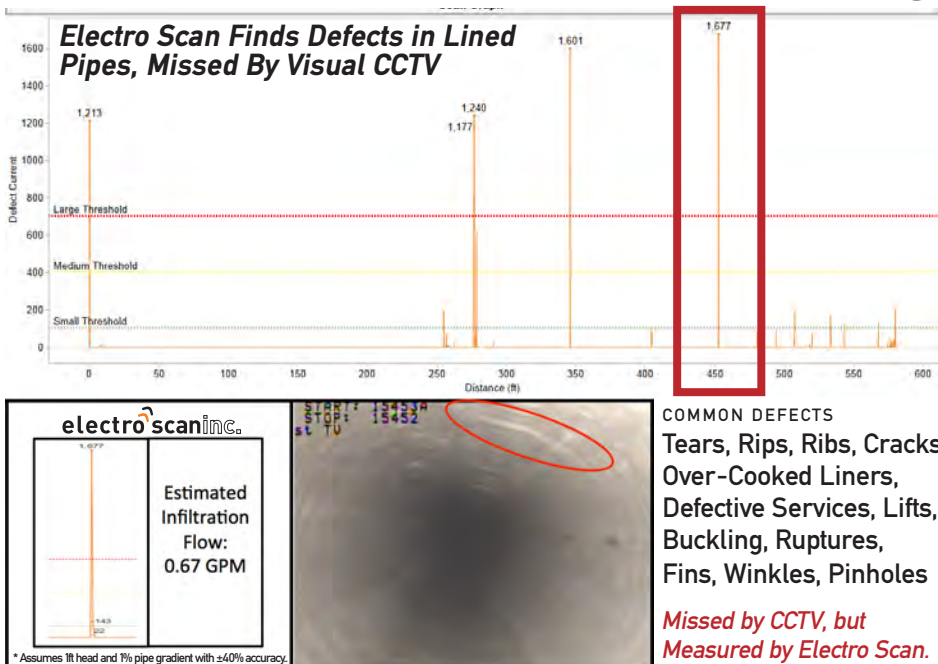 Electro Scan Finds Defects in Lined
Pipes, Missed By Visual CCTV
Defect Current
1600
1400
1200
1000
800
600
400
200
0
1,213
1,240
1,177
1,601
1,677
Large Threshold
Medium Threshold
Small Threshold
0
50
100
150
200
250
300
350
400
450
500
550
600
Distance (ft)
electro scan inc.
1,677
143
22
Estimated
Infiltration
Flow:
0.67 GPM
* Assumes 1ft head and 1% pipe gradient with ±40% accuracy.
COMMON DEFECTS
Tears, Rips, Ribs, Cracks
Over-Cooked Liners,
Defective Services, Lifts,
Buckling, Ruptures,
Fins, Winkles, Pinholes
Missed by CCTV, but
Measured by Electro Scan.